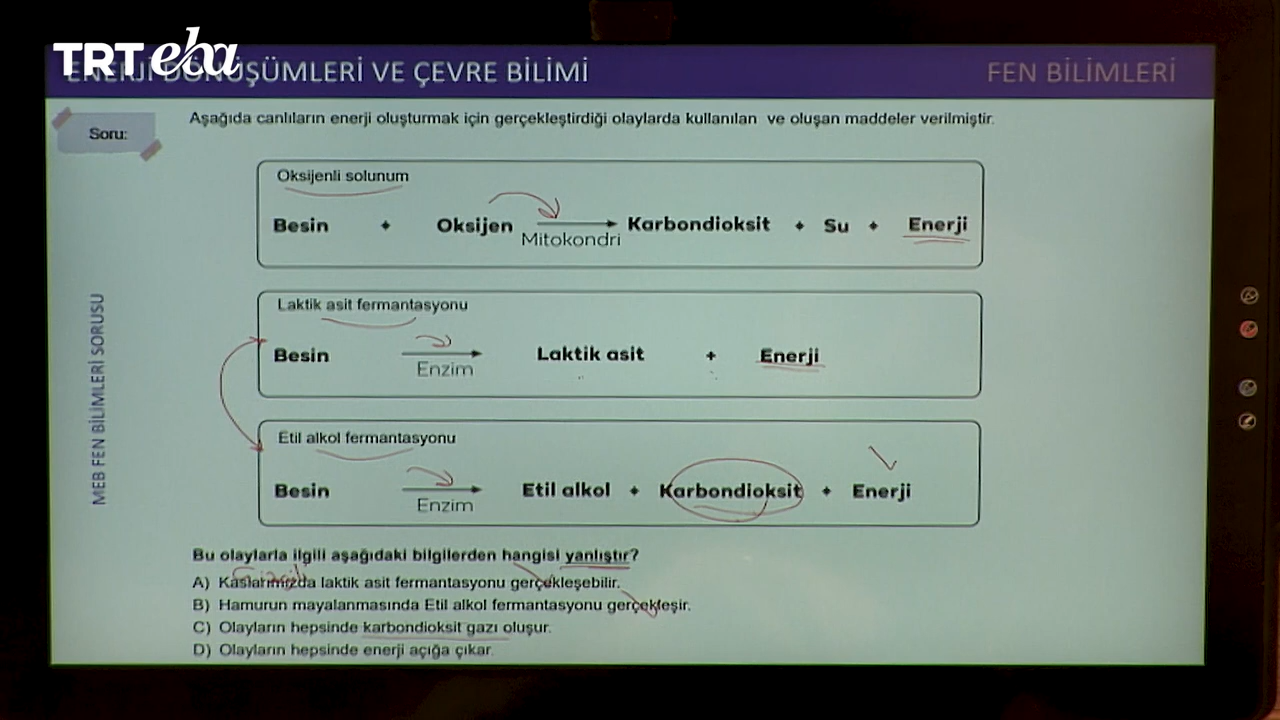 TRT eba
ENERJİ DÖNÜŞÜMLERİ VE ÇEVRE BİLİMİ
FEN BİLİMLERİ
Soru:
Aşağıda canlıların enerji oluşturmak için gerçekleştirdiği olaylarda kullanılan ve oluşan maddeler verilmiştir.
Oksijenli solunum
Besin + Oksijen Mitokondri Karbondioksit + Su + Enerji
Laktik asit fermantasyonu
Besin Enzim Laktik asit + Enerji
Etil alkol fermantasyonu
Besin Enzim Etil alkol + Karbondioksit + Enerji
MEB FEN BİLİMLERİ SORUSU
Bu olaylarla ilgili aşağıdaki bilgilerden hangisi yanlıştır?
A) Kaslarımızda laktik asit fermantasyonu gerçekleşebilir.
B) Hamurun mayalanmasında Etil alkol fermantasyonu gerçekleşir.
C) Olayların hepsinde karbondioksit gazı oluşur.
D) Olayların hepsinde enerji açığa çıkar.